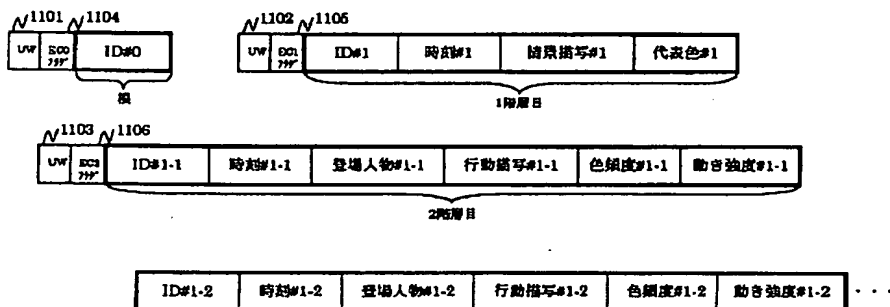 1101 1104
UW EC0 ﾌﾗｸﾞ ID#0
根
1102 1105
UW EC1 ﾌﾗｸﾞ ID#1 時刻#1 情景描写#1 代表色#1
1階層目
1103 1106
UW EC2 ﾌﾗｸﾞ ID#1-1 時刻#1-1 登場人物#1-1 行動描写#1-1 色頻度#1-1 動き強度#1-1
2階層目
ID#1-2 時刻#1-2 登場人物#1-2 行動描写#1-2 色頻度#1-2 動き強度#1-2 ・・・